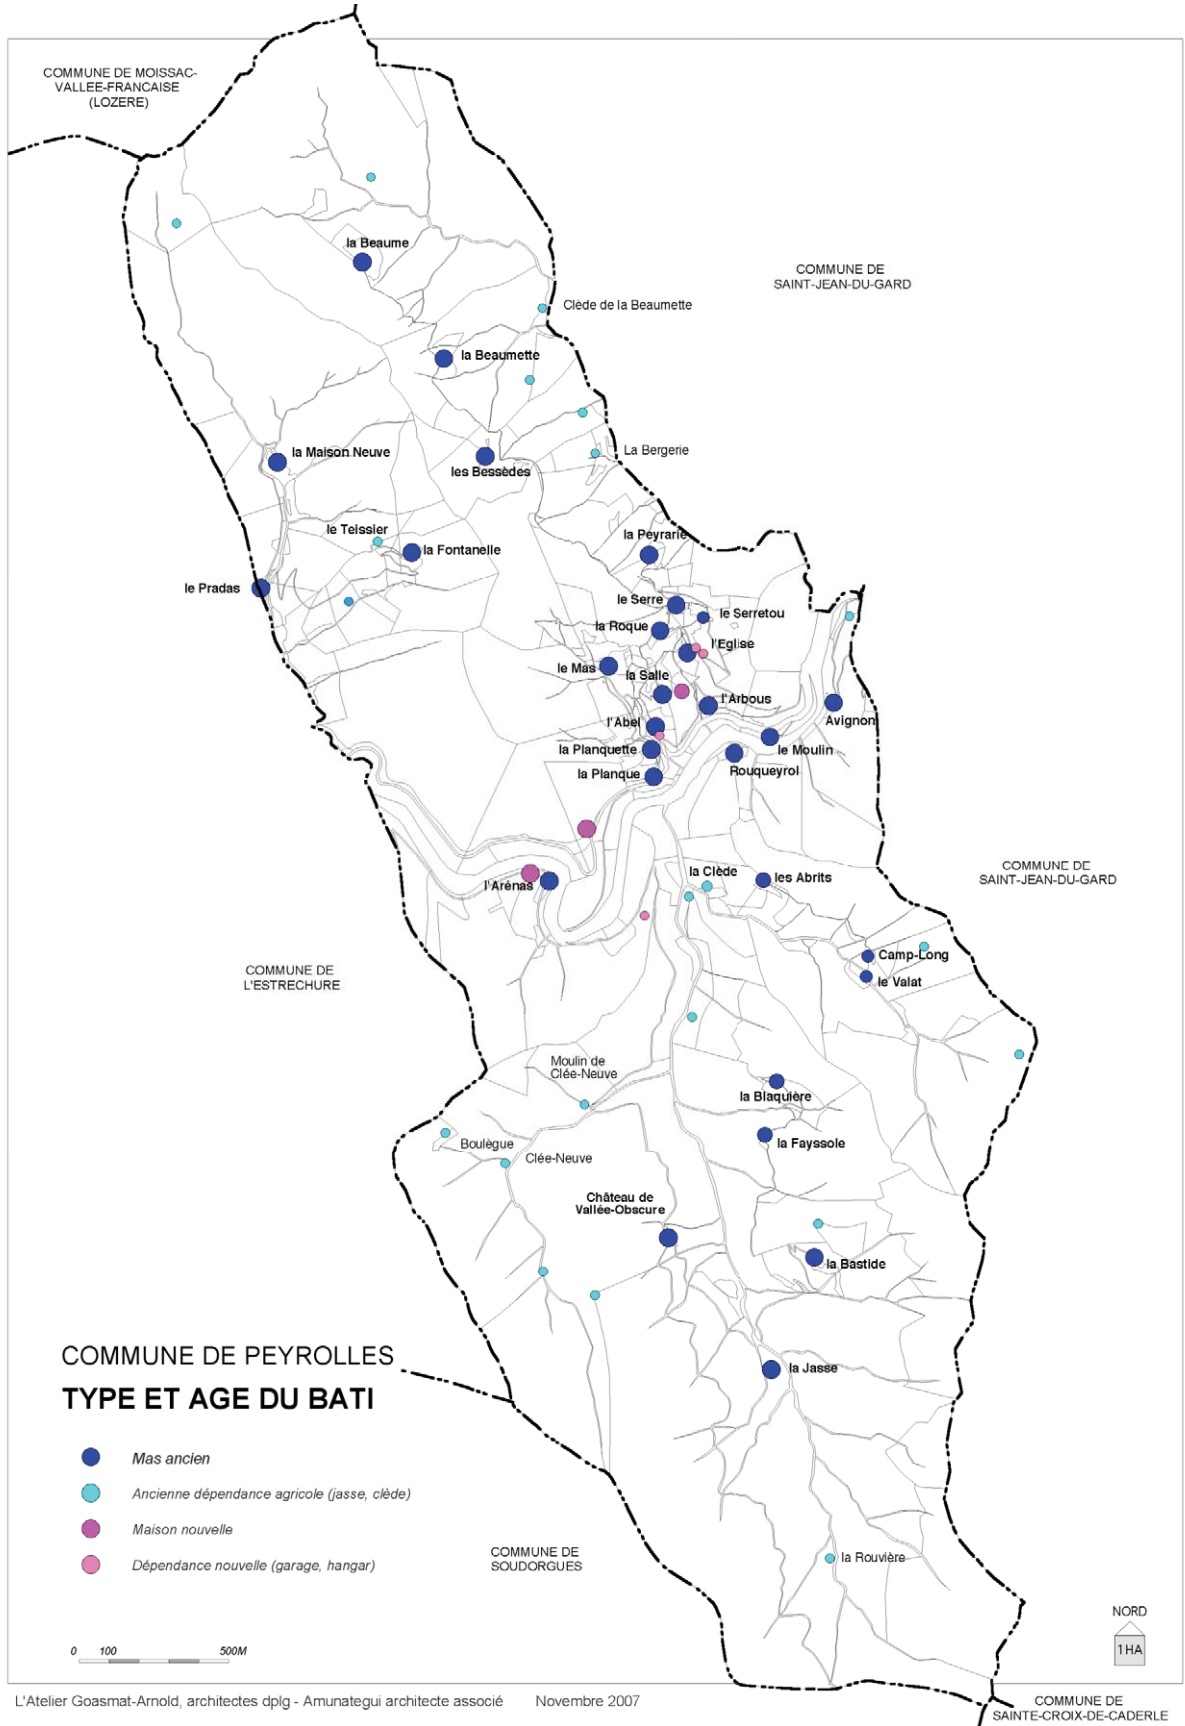 COMMUNE DE MOISSAC-
VALLEE-FRANCAISE
(LOZERE)
la Beaume
COMMUNE DE
SAINT-JEAN-DU-GARD
Clède de la Beaumette
la Beaumette
la Maison Neuve
La Bergerie
les Bessèdes
le Teissier
la Peyrarie
la Fontanelle
le Pradas
le Serre
le Serretou
la Roque
l'Eglise
le Mas
la Salle
l'Arbous
l'Abel
Avignon
la Planquette
le Moulin
la Planque
Rouqueyrol
la Clède
les Abrits
COMMUNE DE
SAINT-JEAN-DU-GARD
l'Arénas
Camp-Long
COMMUNE DE
L'ESTRECHURE
le Valat
Moulin de
Clée-Neuve
la Blaquière
Boulègue
la Fayssole
Clée-Neuve
Château de
Vallée-Obscure
la Bastide
COMMUNE DE PEYROLLES
TYPE ET AGE DU BATI
la Jasse
Mas ancien
Ancienne dépendance agricole (jasse, clède)
Maison nouvelle
Dépendance nouvelle (garage, hangar)
COMMUNE DE
SOUDORGUES
la Rouvière
NORD
1HA
0 100 500M
L'Atelier Goasmat-Arnold, architectes dplg - Amunategui architecte associé Novembre 2007
COMMUNE DE
SAINTE-CROIX-DE-CADERLE